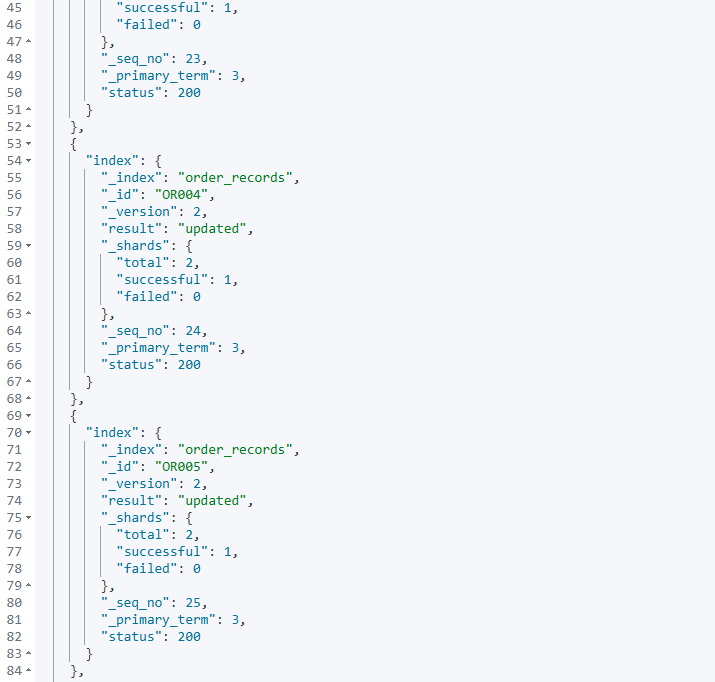 45 "successful": 1,
46 "failed": 0
47 },
48 "_seq_no": 23,
49 "_primary_term": 3,
50 "status": 200
51 }
52 },
53 {
54 "index": {
55 "_index": "order_records",
56 "_id": "OR004",
57 "_version": 2,
58 "result": "updated",
59 "_shards": {
60 "total": 2,
61 "successful": 1,
62 "failed": 0
63 },
64 "_seq_no": 24,
65 "_primary_term": 3,
66 "status": 200
67 }
68 },
69 {
70 "index": {
71 "_index": "order_records",
72 "_id": "OR005",
73 "_version": 2,
74 "result": "updated",
75 "_shards": {
76 "total": 2,
77 "successful": 1,
78 "failed": 0
79 },
80 "_seq_no": 25,
81 "_primary_term": 3,
82 "status": 200
83 }
84 },